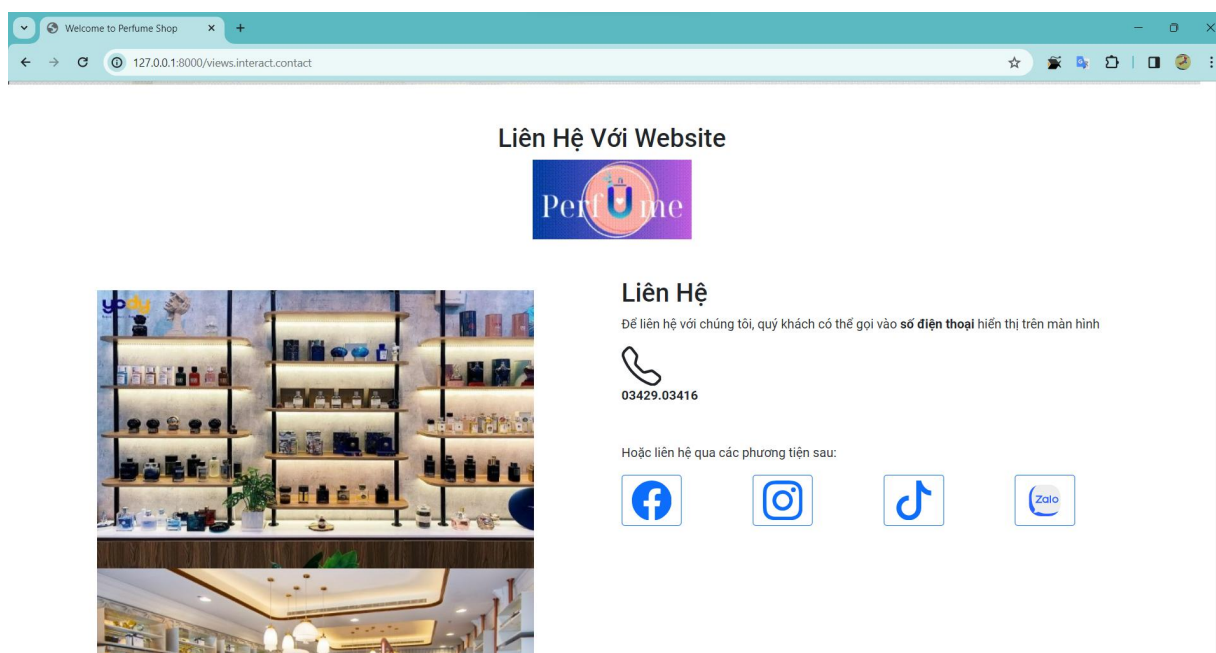 Welcome to Perfume Shop
127.0.0.1:8000/views.interact.contact
Liên Hệ Với Website
Perfume
yody
Liên Hệ
Để liên hệ với chúng tôi, quý khách có thể gọi vào số điện thoại hiển thị trên màn hình
03429.03416
Hoặc liên hệ qua các phương tiện sau:
Zalo